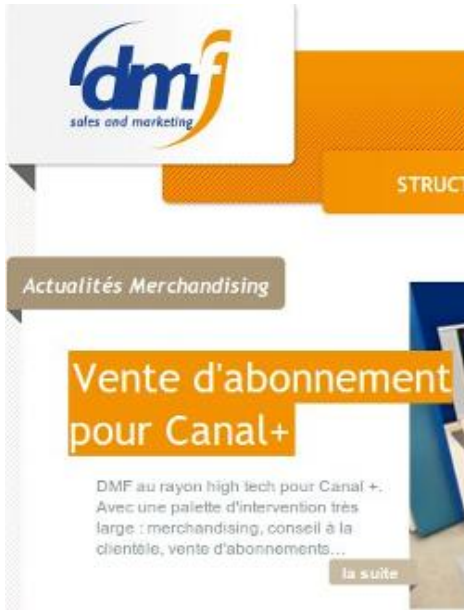 dmf
sales and marketing
STRUCT
Actualités Merchandising
Vente d'abonnement
pour Canal+
DMF au rayon high tech pour Canal +.
Avec une palette d'intervention très
large : merchandising, conseil à la
clientèle, vente d'abonnements...
la suite